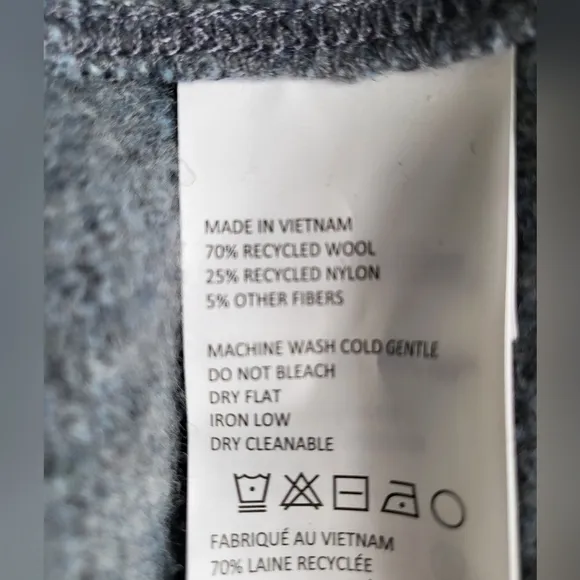 MADE IN VIETNAM
70% RECYCLED WOOL
25% RECYCLED NYLON
5% OTHER FIBERS
MACHINE WASH COLD GENTLE
DO NOT BLEACH
DRY FLAT
IRON LOW
DRY CLEANABLE
FABRIQUÉ AU VIETNAM
70% LAINE RECYCLÉE